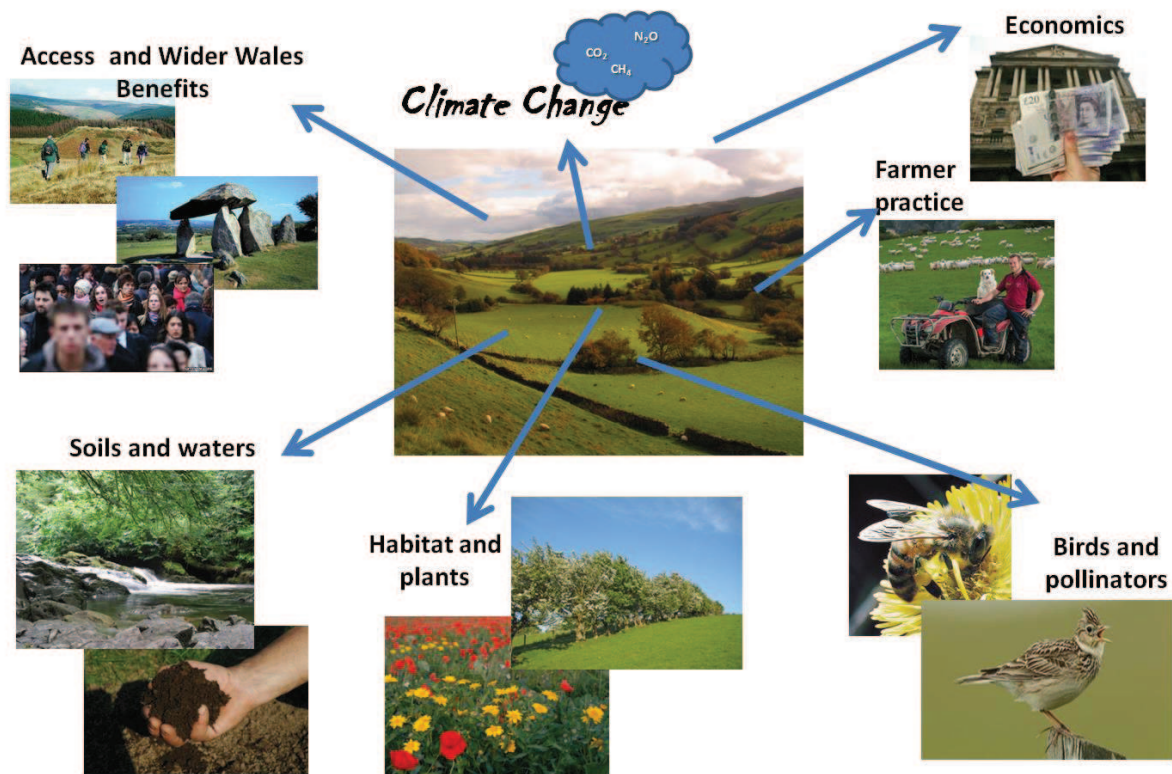 Access and Wider Wales
Benefits
N₂O
CO₂
CH₄
Climate Change
Economics
£20
Farmer
practice
Soils and waters
Habitat and
plants
Birds and
pollinators